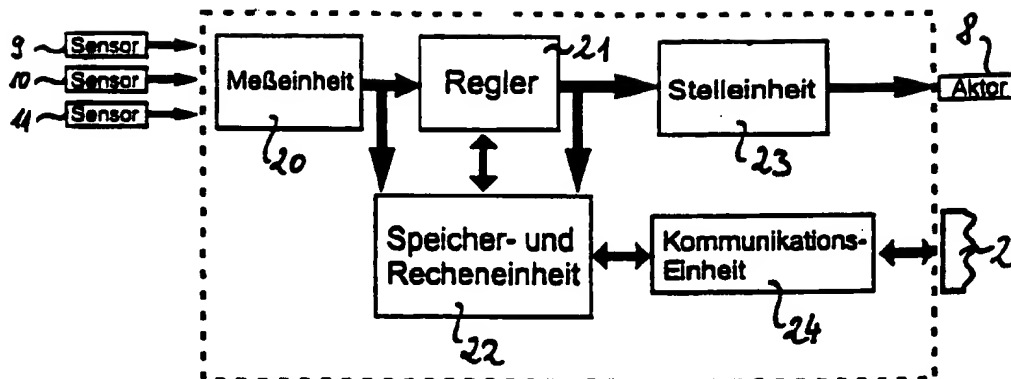 9 Sensor
10 Sensor
11 Sensor
Meßeinheit
20
Regler
21
Stelleinheit
23
8
Aktor
Speicher- und
Recheneinheit
22
Kommunikations-
Einheit
24
2